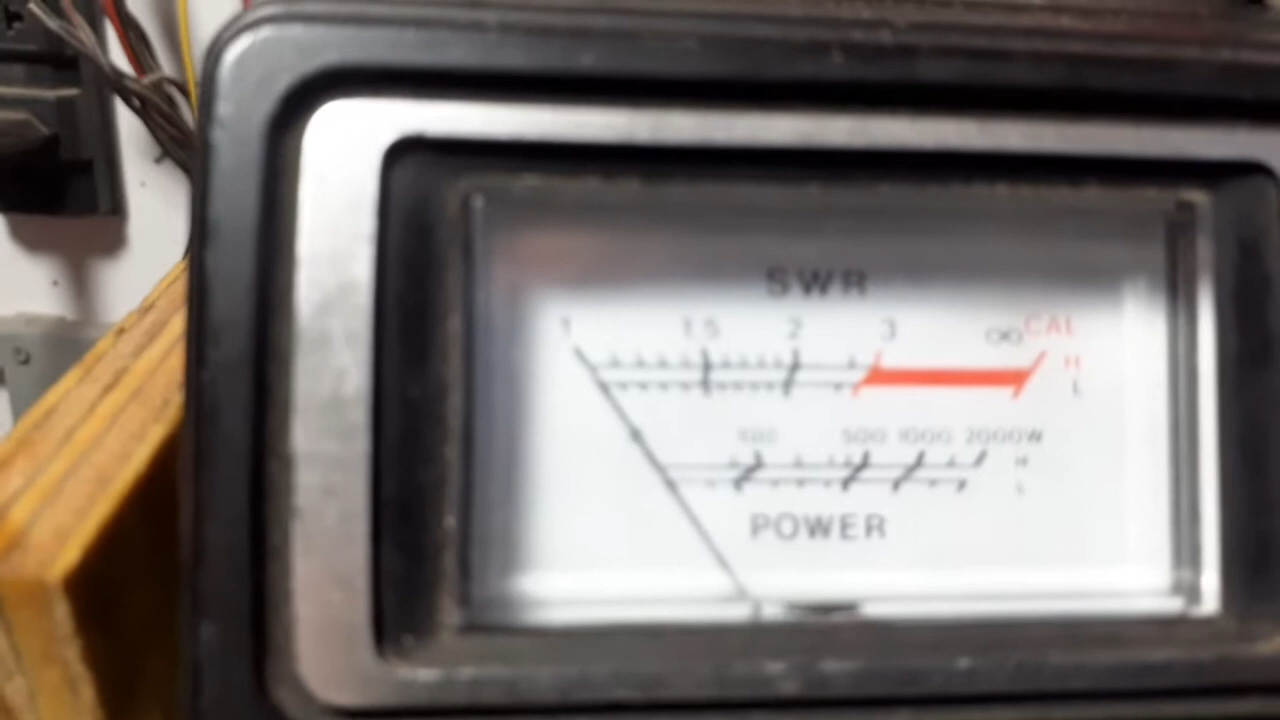 SWR
1 1.5 2 3 ∞ CAL
H
L
100 500 1000 2000W
H
L
POWER